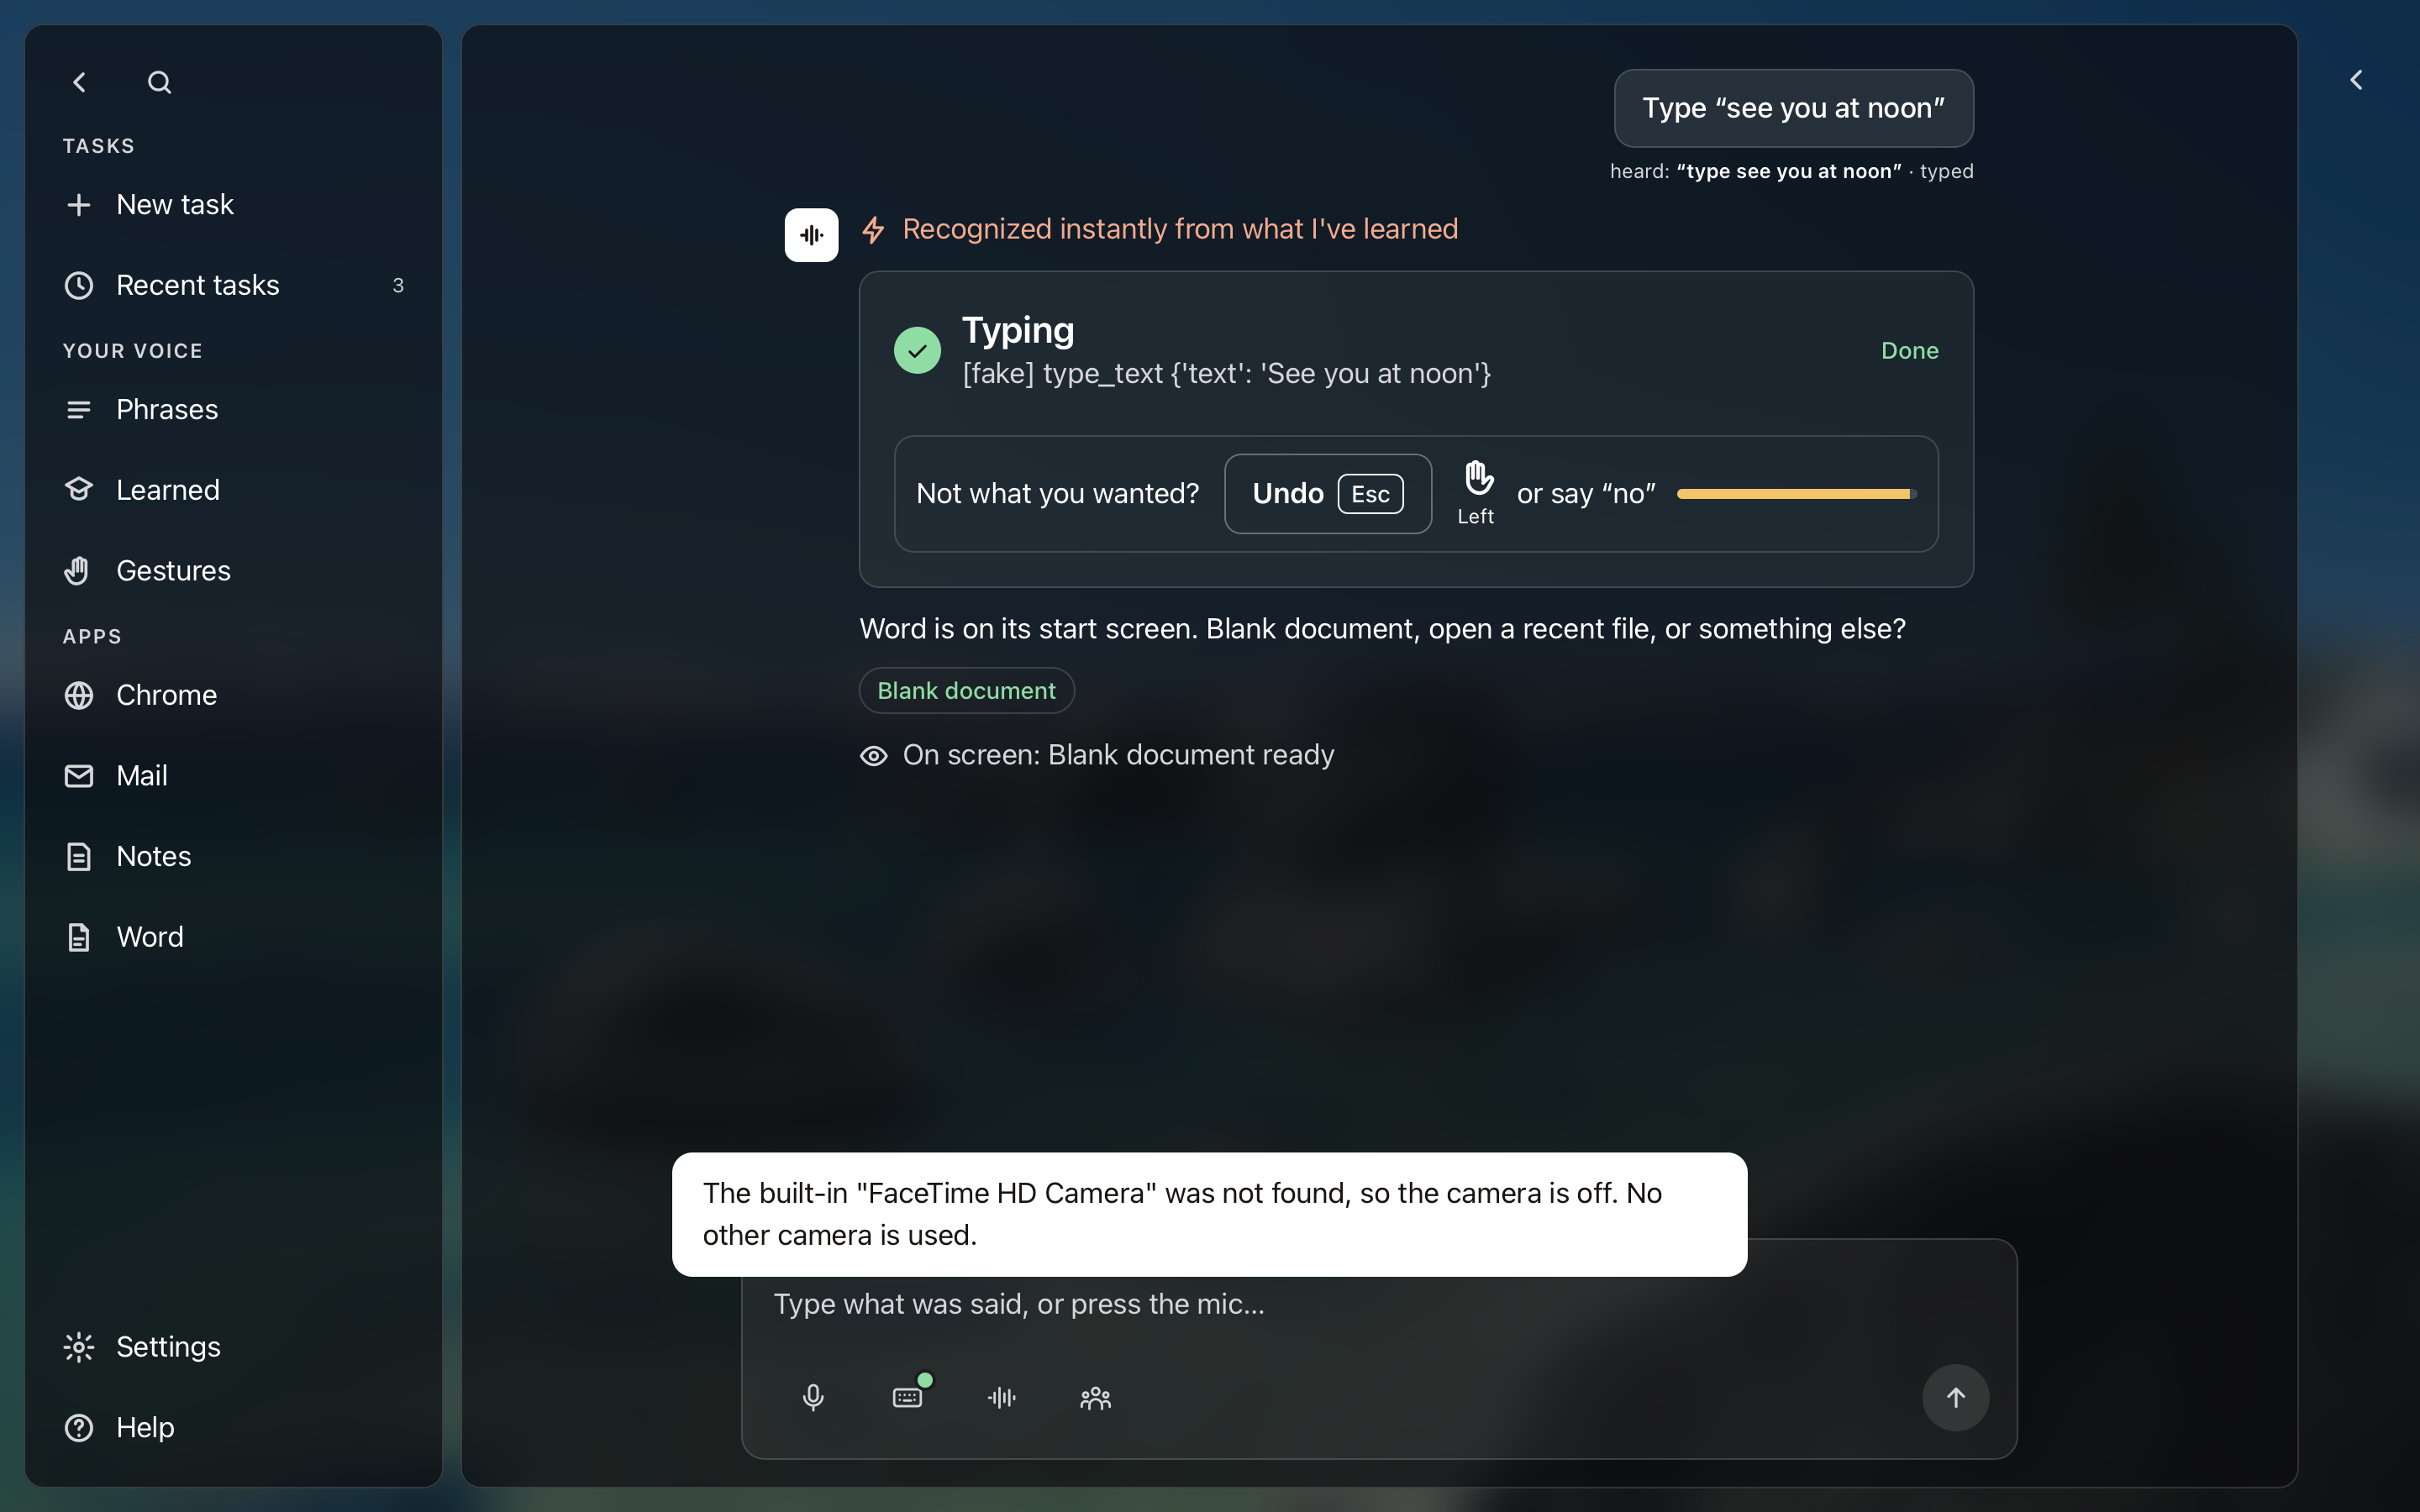 TASKS
New task
Recent tasks 3
YOUR VOICE
Phrases
Learned
Gestures
APPS
Chrome
Mail
Notes
Word
Settings
Help
Type “see you at noon”
heard: “type see you at noon” · typed
Recognized instantly from what I've learned
Typing
[fake] type_text {'text': 'See you at noon'}
Done
Not what you wanted? Undo Esc Left or say “no”
Word is on its start screen. Blank document, open a recent file, or something else?
Blank document
On screen: Blank document ready
The built-in "FaceTime HD Camera" was not found, so the camera is off. No
other camera is used.
Type what was said, or press the mic...